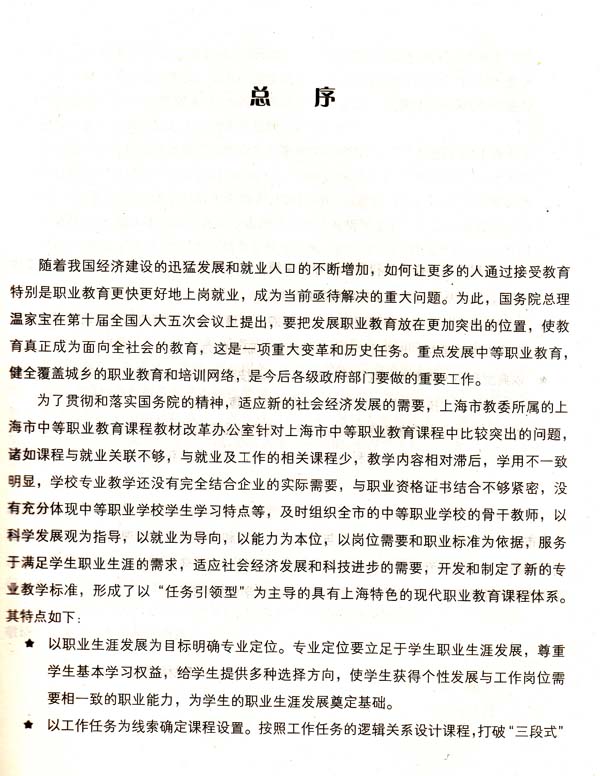 总 序
随着我国经济建设的迅猛发展和就业人口的不断增加，如何让更多的人通过接受教育
特别是职业教育更快更好地上岗就业，成为当前亟待解决的重大问题。为此，国务院总理
温家宝在第十届全国人大五次会议上提出，要把发展职业教育放在更加突出的位置，使教
育真正成为面向全社会的教育，这是一项重大变革和历史任务。重点发展中等职业教育，
健全覆盖城乡的职业教育和培训网络，是今后各级政府部门要做的重要工作。
为了贯彻和落实国务院的精神，适应新的社会经济发展的需要，上海市教委所属的上
海市中等职业教育课程教材改革办公室针对上海市中等职业教育课程中比较突出的问题，
诸如课程与就业关联不够，与就业及工作的相关课程少，教学内容相对滞后，学用不一致
明显，学校专业教学还没有完全结合企业的实际需要，与职业资格证书结合不够紧密，没
有充分体现中等职业学校学生学习特点等，及时组织全市的中等职业学校的骨干教师，以
科学发展观为指导，以就业为导向，以能力为本位，以岗位需要和职业标准为依据，服务
于满足学生职业生涯的需求，适应社会经济发展和科技进步的需要，开发和制定了新的专
业教学标准，形成了以“任务引领型”为主导的具有上海特色的现代职业教育课程体系。
其特点如下：
★ 以职业生涯发展为目标明确专业定位。专业定位要立足于学生职业生涯发展，尊重
学生基本学习权益，给学生提供多种选择方向，使学生获得个性发展与工作岗位需
要相一致的职业能力，为学生的职业生涯发展奠定基础。
★ 以工作任务为线索确定课程设置。按照工作任务的逻辑关系设计课程，打破“三段式”